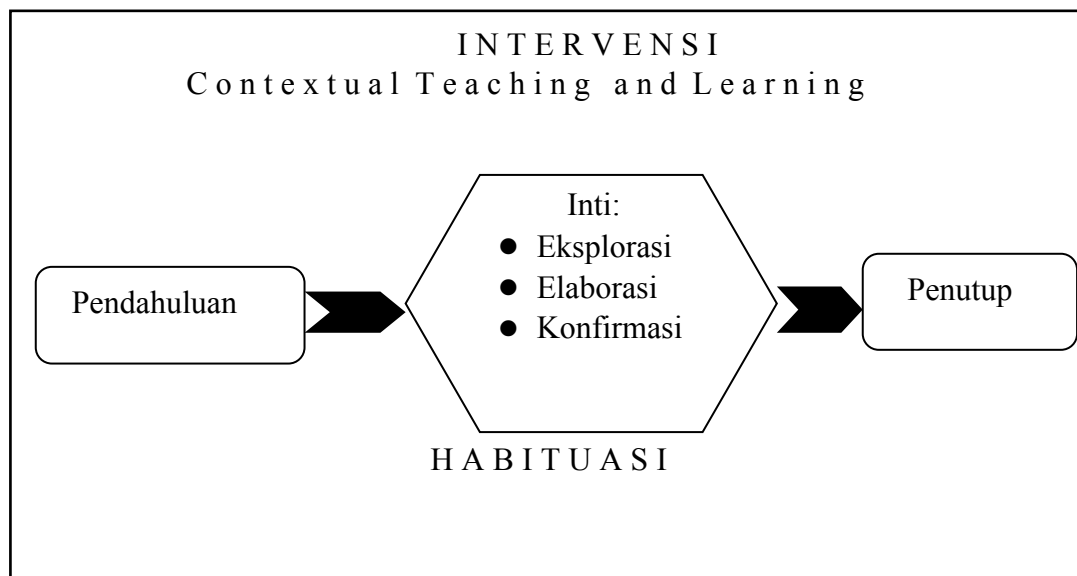 INTERVENSI
Contextual Teaching and Learning
Pendahuluan
Inti:
● Eksplorasi
● Elaborasi
● Konfirmasi
Penutup
HABITUASI